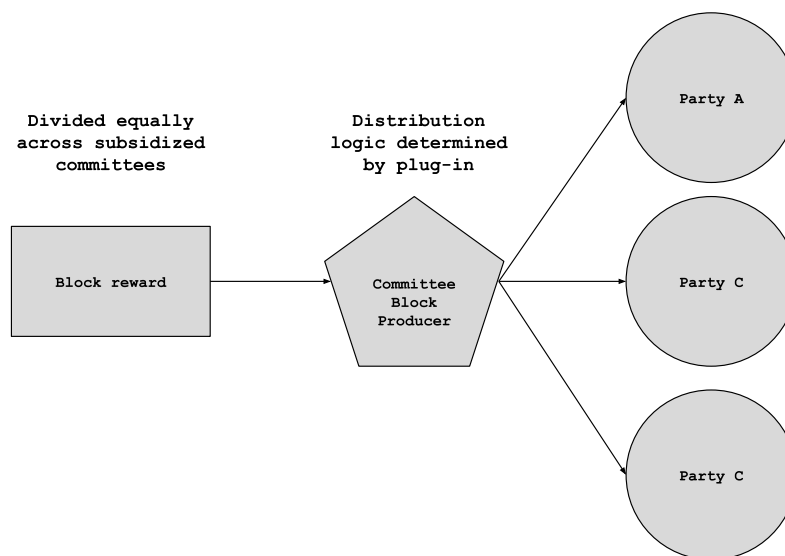 Divided equally
across subsidized
committees
Distribution
logic determined
by plug-in
Block reward
Committee
Block
Producer
Party A
Party C
Party C